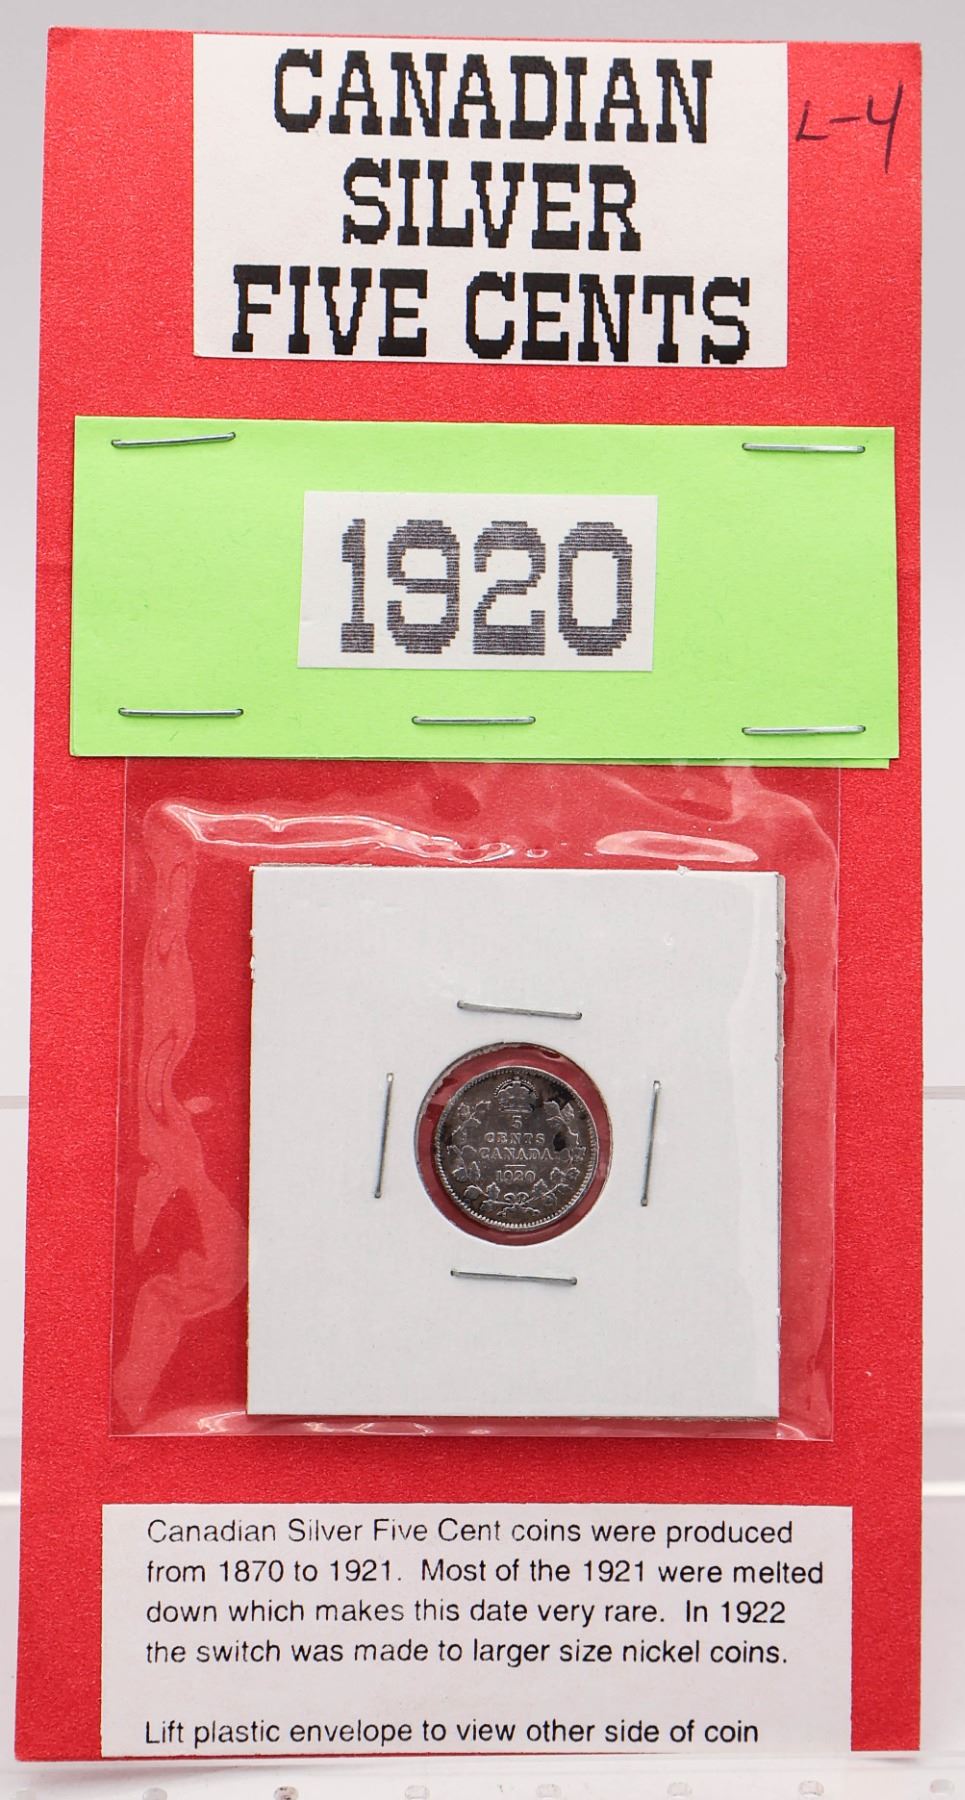 CANADIAN
SILVER
FIVE CENTS
L-4
1920
5
CENTS
CANADA
1920
Canadian Silver Five Cent coins were produced
from 1870 to 1921. Most of the 1921 were melted
down which makes this date very rare. In 1922
the switch was made to larger size nickel coins.
Lift plastic envelope to view other side of coin